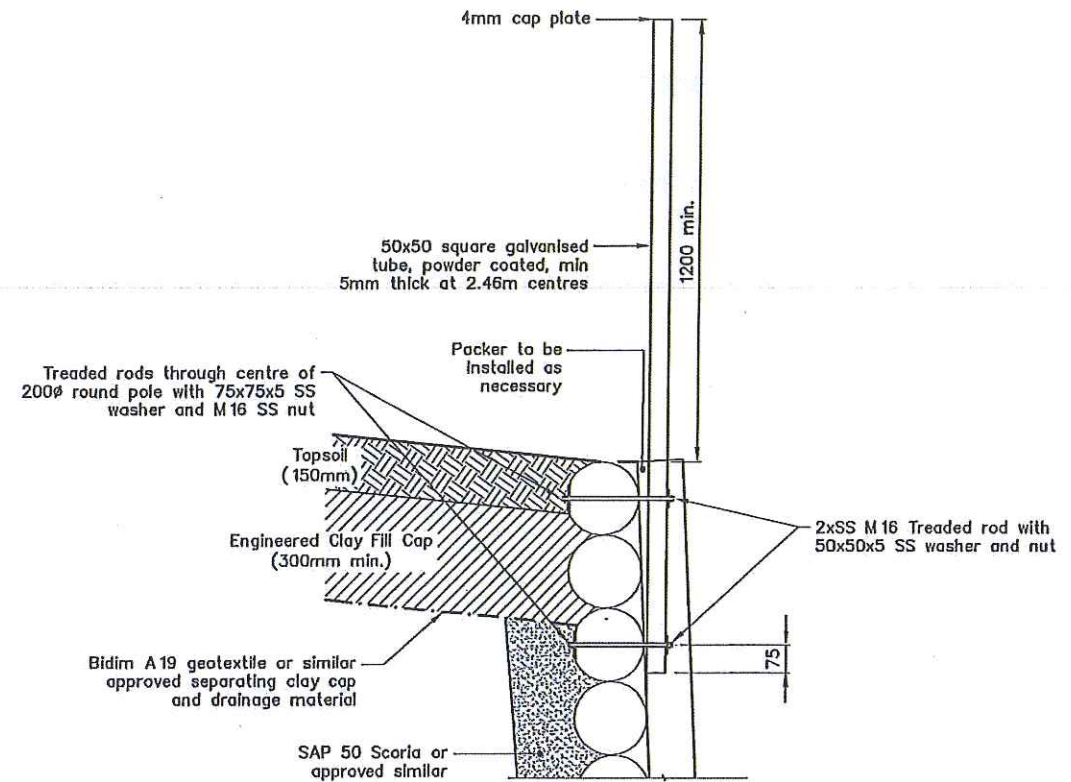 4mm cap plate
50x50 square galvanised
tube, powder coated, min
5mm thick at 2.46m centres
1200 min.
Packer to be
installed as
necessary
Treaded rods through centre of
200ø round pole with 75x75x5 SS
washer and M16 SS nut
Topsoil
(150mm)
Engineered Clay Fill Cap
(300mm min.)
2xSS M16 Treaded rod with
50x50x5 SS washer and nut
75
Bidim A19 geotextile or similar
approved separating clay cap
and drainage material
SAP 50 Scoria or
approved similar